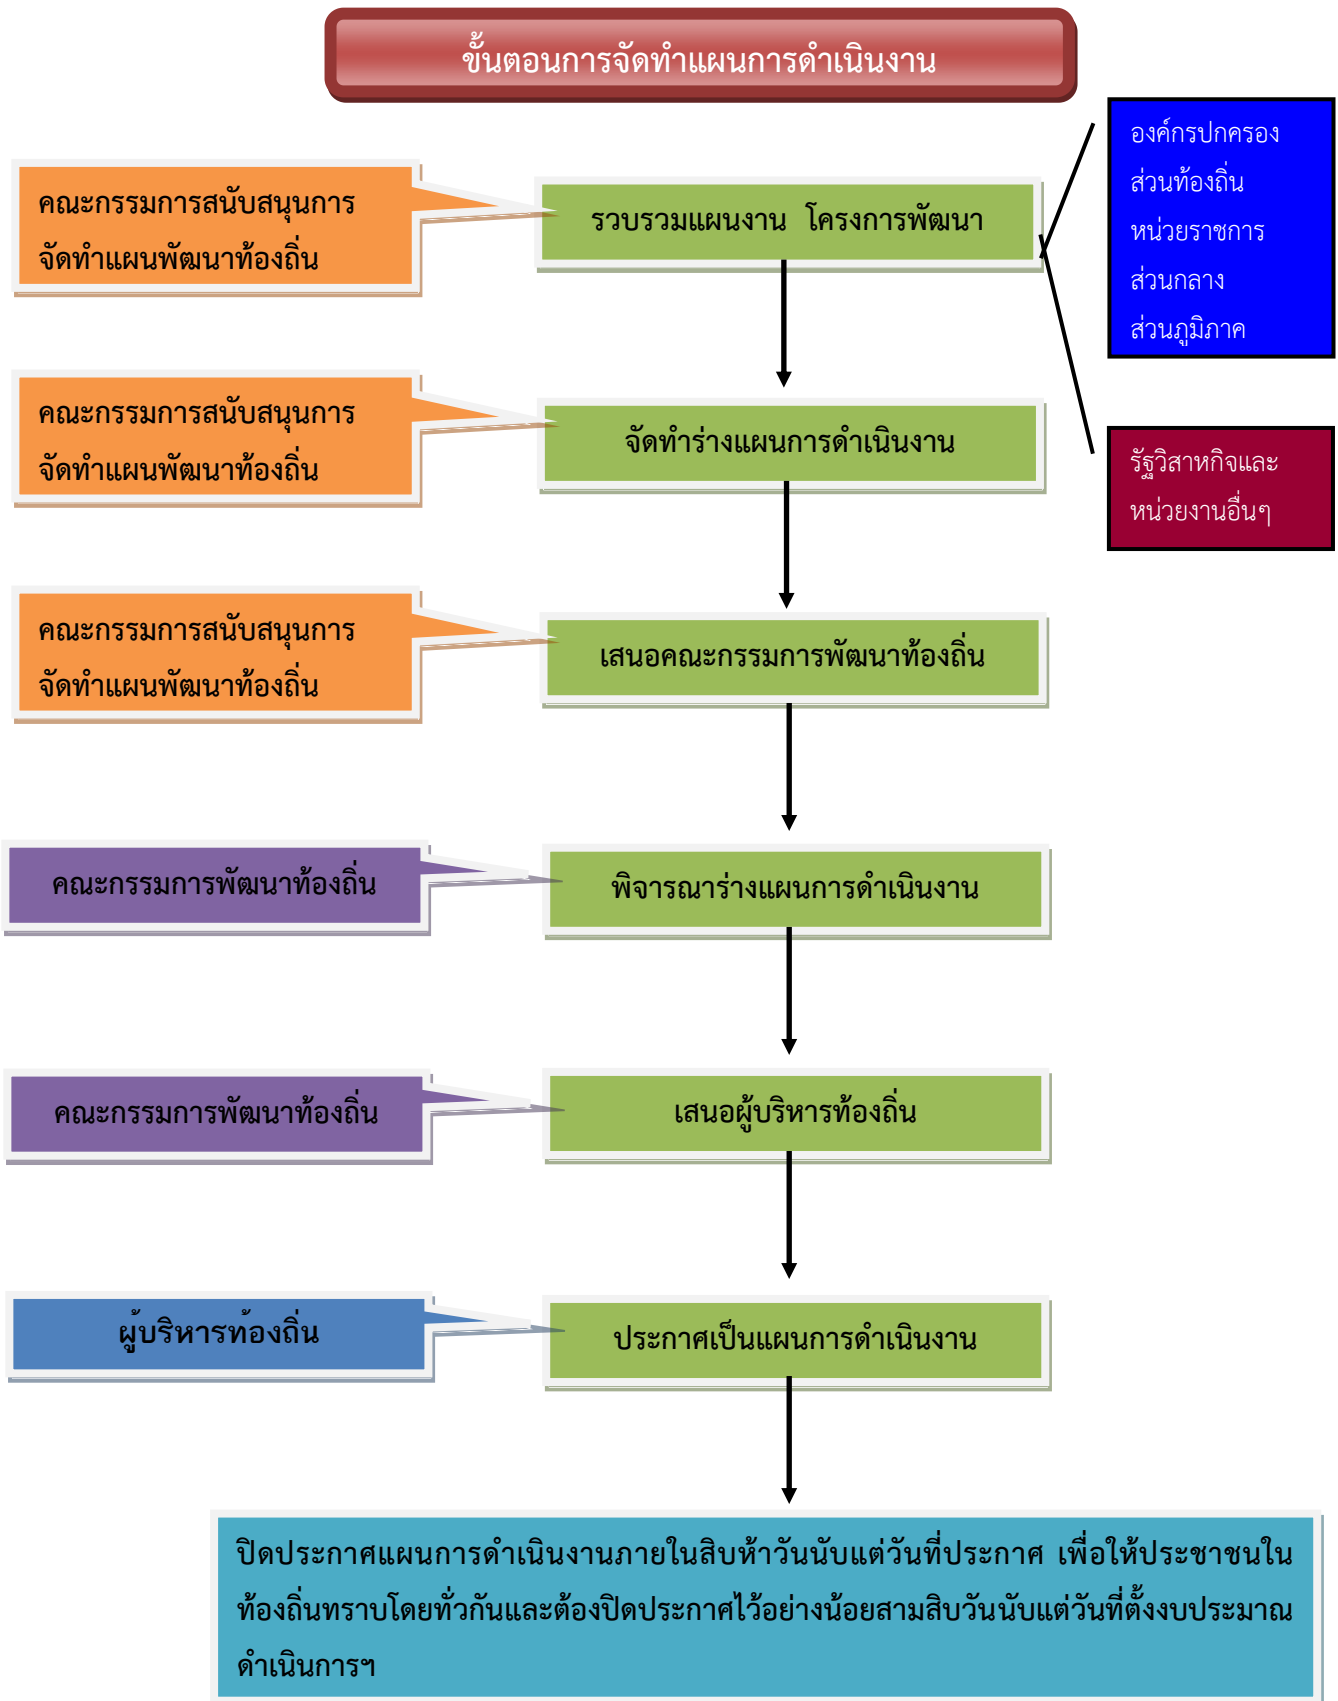 ขั้นตอนการจัดทำแผนการดำเนินงาน
องค์กรปกครอง
ส่วนท้องถิ่น
หน่วยราชการ
ส่วนกลาง
ส่วนภูมิภาค
คณะกรรมการสนับสนุนการ
จัดทำแผนพัฒนาท้องถิ่น
รวบรวมแผนงาน โครงการพัฒนา
คณะกรรมการสนับสนุนการ
จัดทำแผนพัฒนาท้องถิ่น
จัดทำร่างแผนการดำเนินงาน
รัฐวิสาหกิจและ
หน่วยงานอื่นๆ
คณะกรรมการสนับสนุนการ
จัดทำแผนพัฒนาท้องถิ่น
เสนอคณะกรรมการพัฒนาท้องถิ่น
คณะกรรมการพัฒนาท้องถิ่น
พิจารณาร่างแผนการดำเนินงาน
คณะกรรมการพัฒนาท้องถิ่น
เสนอผู้บริหารท้องถิ่น
ผู้บริหารท้องถิ่น
ประกาศเป็นแผนการดำเนินงาน
ปิดประกาศแผนการดำเนินงานภายในสิบห้าวันนับแต่วันที่ประกาศ เพื่อให้ประชาชนใน
ท้องถิ่นทราบโดยทั่วกันและต้องปิดประกาศไว้อย่างน้อยสามสิบวันนับแต่วันที่ตั้งงบประมาณ
ดำเนินการฯ